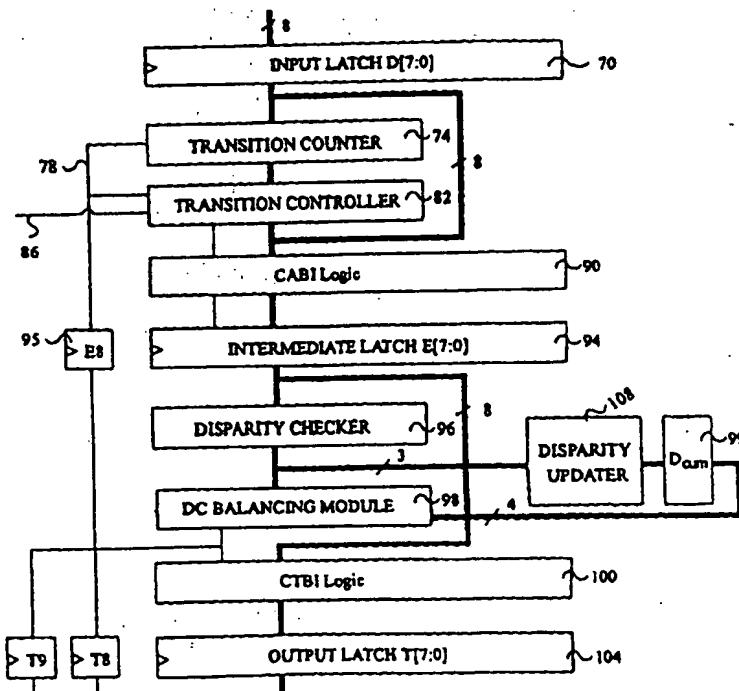 8
INPUT LATCH D[7:0]
70
TRANSITION COUNTER
74
78
8
TRANSITION CONTROLLER
82
86
CABI Logic
90
95
E8
INTERMEDIATE LATCH E[7:0]
94
8
108
99
DISPARITY CHECKER
96
DISPARITY
UPDATER
Dcum
3
DC BALANCING MODULE
98
4
CTBI Logic
100
T9
T8
OUTPUT LATCH T[7:0]
104